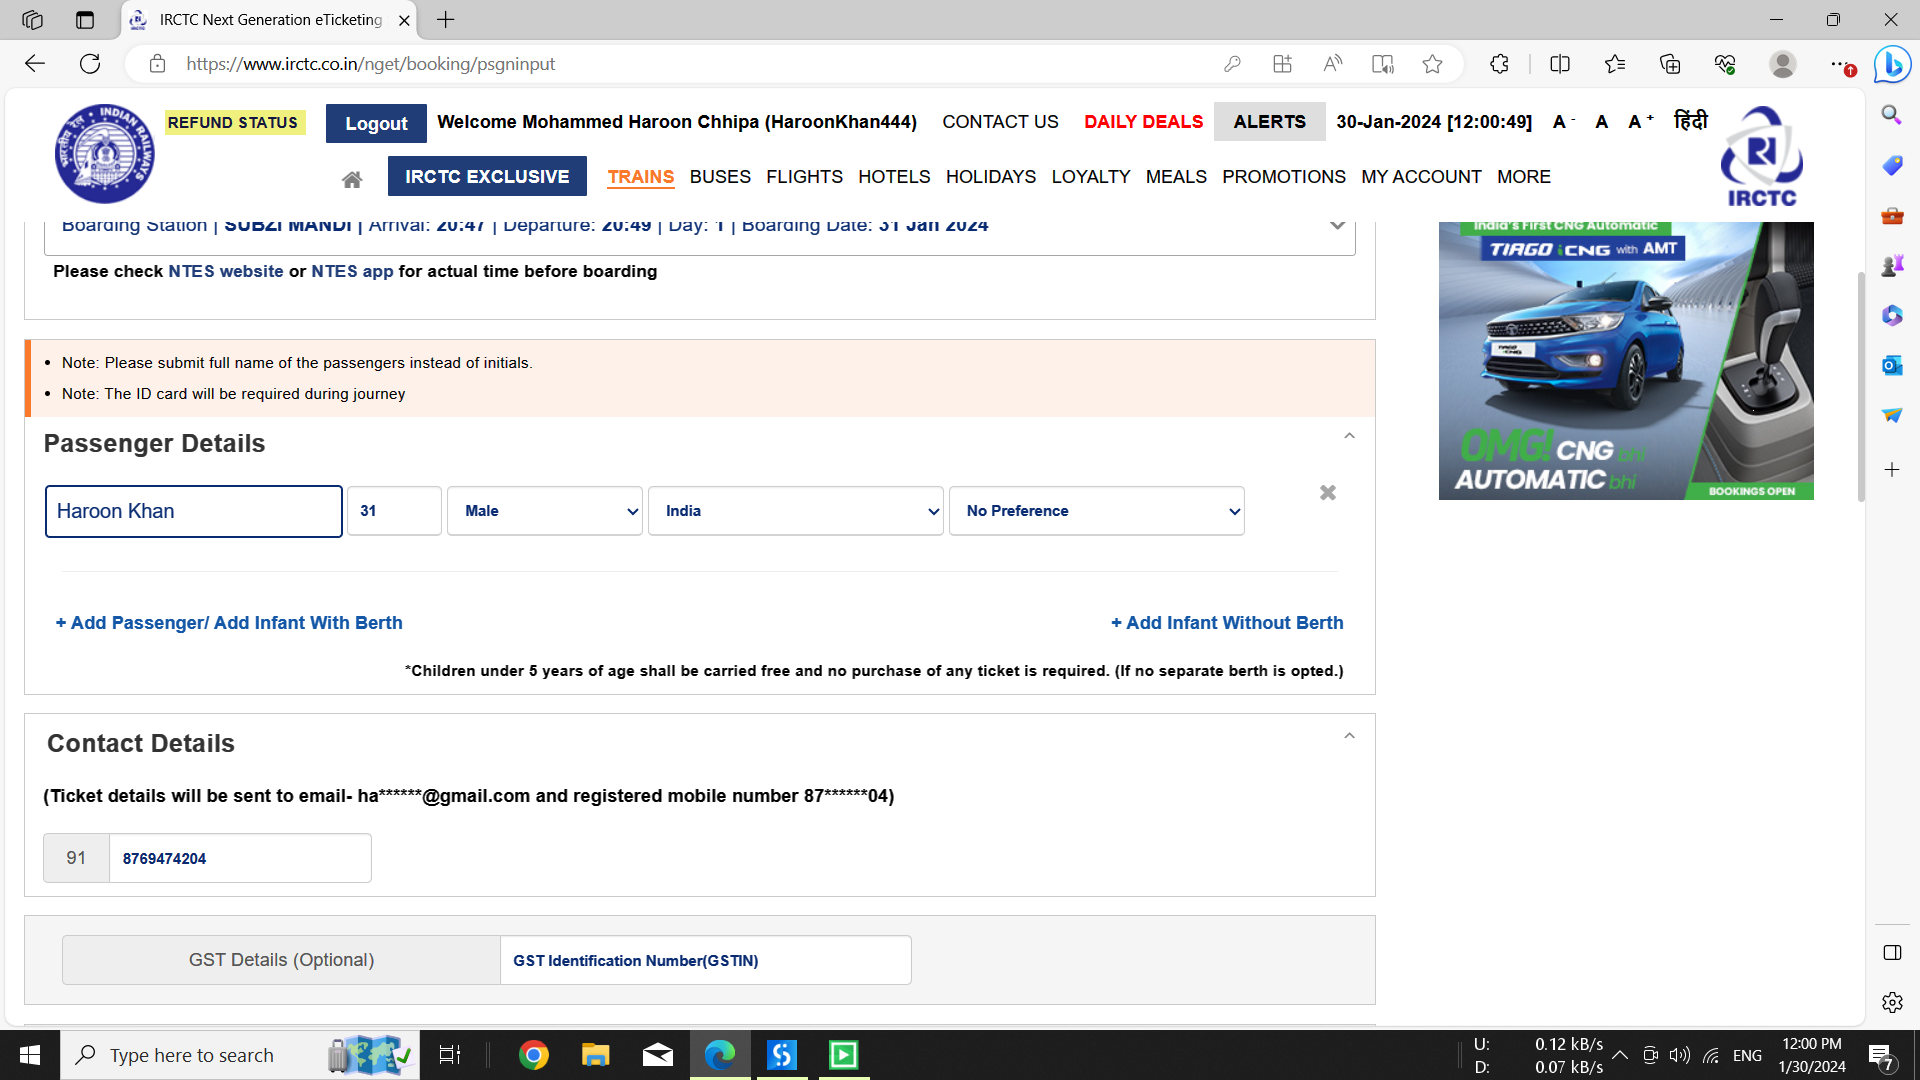 IRCTC Next Generation eTicketing
https://www.irctc.co.in/nget/booking/psgninput
INDIAN RAILWAYS
REFUND STATUS
Logout
Welcome Mohammed Haroon Chhipa (HaroonKhan444)
CONTACT US
DAILY DEALS
ALERTS
30-Jan-2024 [12:00:49]
A -
A
A +
हिंदी
IRCTC EXCLUSIVE
TRAINS
BUSES
FLIGHTS
HOTELS
HOLIDAYS
LOYALTY
MEALS
PROMOTIONS
MY ACCOUNT
MORE
IRCTC
Boarding Station | SUBZI MANDI | Arrival: 20:47 | Departure: 20:49 | Day: 1 | Boarding Date: 31 Jan 2024
Please check NTES website or NTES app for actual time before boarding
India's First CNG Automatic
TIAGO iCNG with AMT
OMG! CNG bhi
AUTOMATIC bhi
BOOKINGS OPEN
• Note: Please submit full name of the passengers instead of initials.
• Note: The ID card will be required during journey
Passenger Details
Haroon Khan
31
Male
India
No Preference
+ Add Passenger/ Add Infant With Berth
+ Add Infant Without Berth
*Children under 5 years of age shall be carried free and no purchase of any ticket is required. (If no separate berth is opted.)
Contact Details
(Ticket details will be sent to email- ha******@gmail.com and registered mobile number 87******04)
91
8769474204
GST Details (Optional)
GST Identification Number(GSTIN)
Type here to search
U: 0.12 kB/s
D: 0.07 kB/s
ENG
12:00 PM
1/30/2024
7